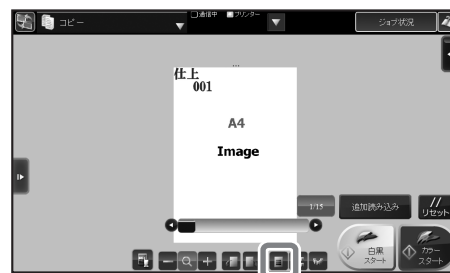 コピー
通信中 プリンター
ジョブ状況
仕上
001
A4
Image
1/15
追加読み込み
リセット
白黒
スタート
カラー
スタート